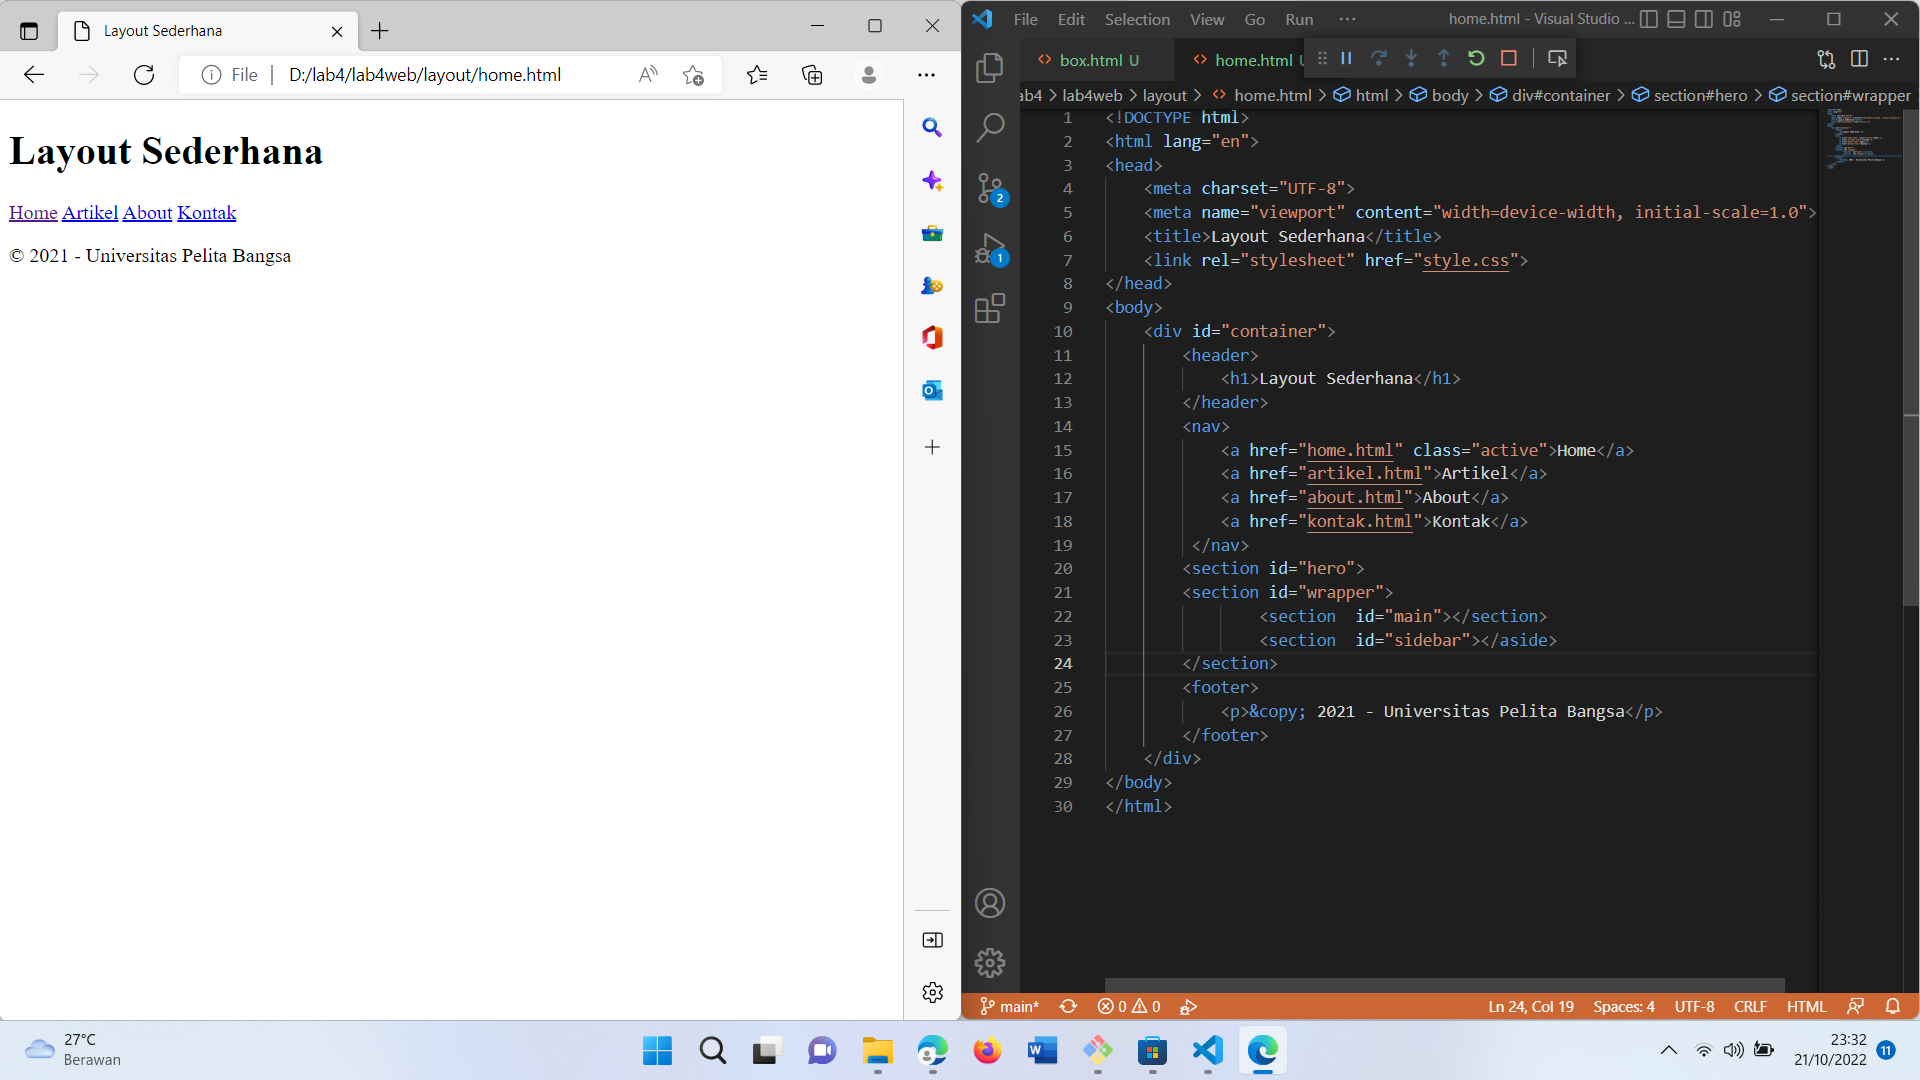 Layout Sederhana
File
D:/lab4/lab4web/layout/home.html
Layout Sederhana
Home Artikel About Kontak
© 2021 - Universitas Pelita Bangsa
File Edit Selection View Go Run ··· home.html - Visual Studio ...
box.html U
home.html
ab4 > lab4web > layout > home.html > html > body > div#container > section#hero > section#wrapper
2
1
1 <!DOCTYPE html>
2 <html lang="en">
3 <head>
4 <meta charset="UTF-8">
5 <meta name="viewport" content="width=device-width, initial-scale=1.0">
6 <title>Layout Sederhana</title>
7 <link rel="stylesheet" href="style.css">
8 </head>
9 <body>
10 <div id="container">
11 <header>
12 <h1>Layout Sederhana</h1>
13 </header>
14 <nav>
15 <a href="home.html" class="active">Home</a>
16 <a href="artikel.html">Artikel</a>
17 <a href="about.html">About</a>
18 <a href="kontak.html">Kontak</a>
19 </nav>
20 <section id="hero">
21 <section id="wrapper">
22 <section  id="main"></section>
23 <section  id="sidebar"></aside>
24 </section>
25 <footer>
26 <p>&copy; 2021 - Universitas Pelita Bangsa</p>
27 </footer>
28 </div>
29 </body>
30 </html>
main* 0 0 Ln 24, Col 19 Spaces: 4 UTF-8 CRLF HTML
27°C
Berawan
23:32
21/10/2022
11